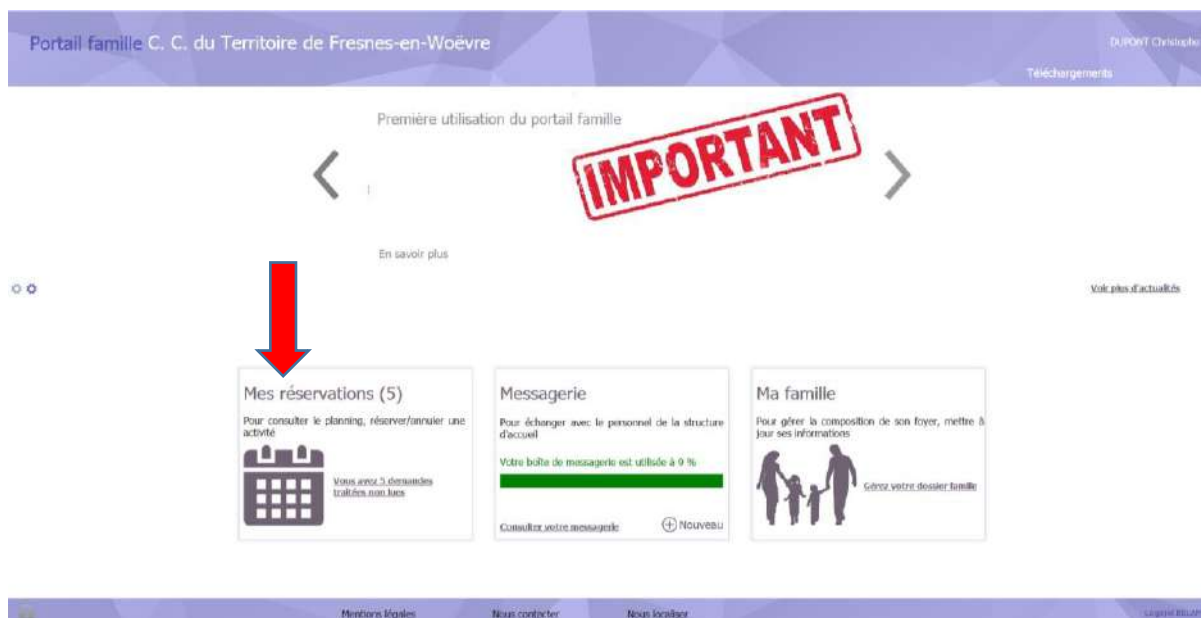 Portail famille C. C. du Territoire de Fresnes-en-Woëvre
DUPONT Christophe
Téléchargements
Première utilisation du portail famille
IMPORTANT
En savoir plus
Voir plus d'actualités
Mes réservations (5)
Pour consulter le planning, réserver/annuler une
activité
Vous avez 5 demandes
traitées non lues
Messagerie
Pour échanger avec le personnel de la structure
d'accueil
Votre boîte de messagerie est utilisée à 9 %
Consulter votre messagerie
Nouveau
Ma famille
Pour gérer la composition de son foyer, mettre à
jour ses informations
Gérez votre dossier famille
Mentions légales
Nous contacter
Nous localiser
Logiciel